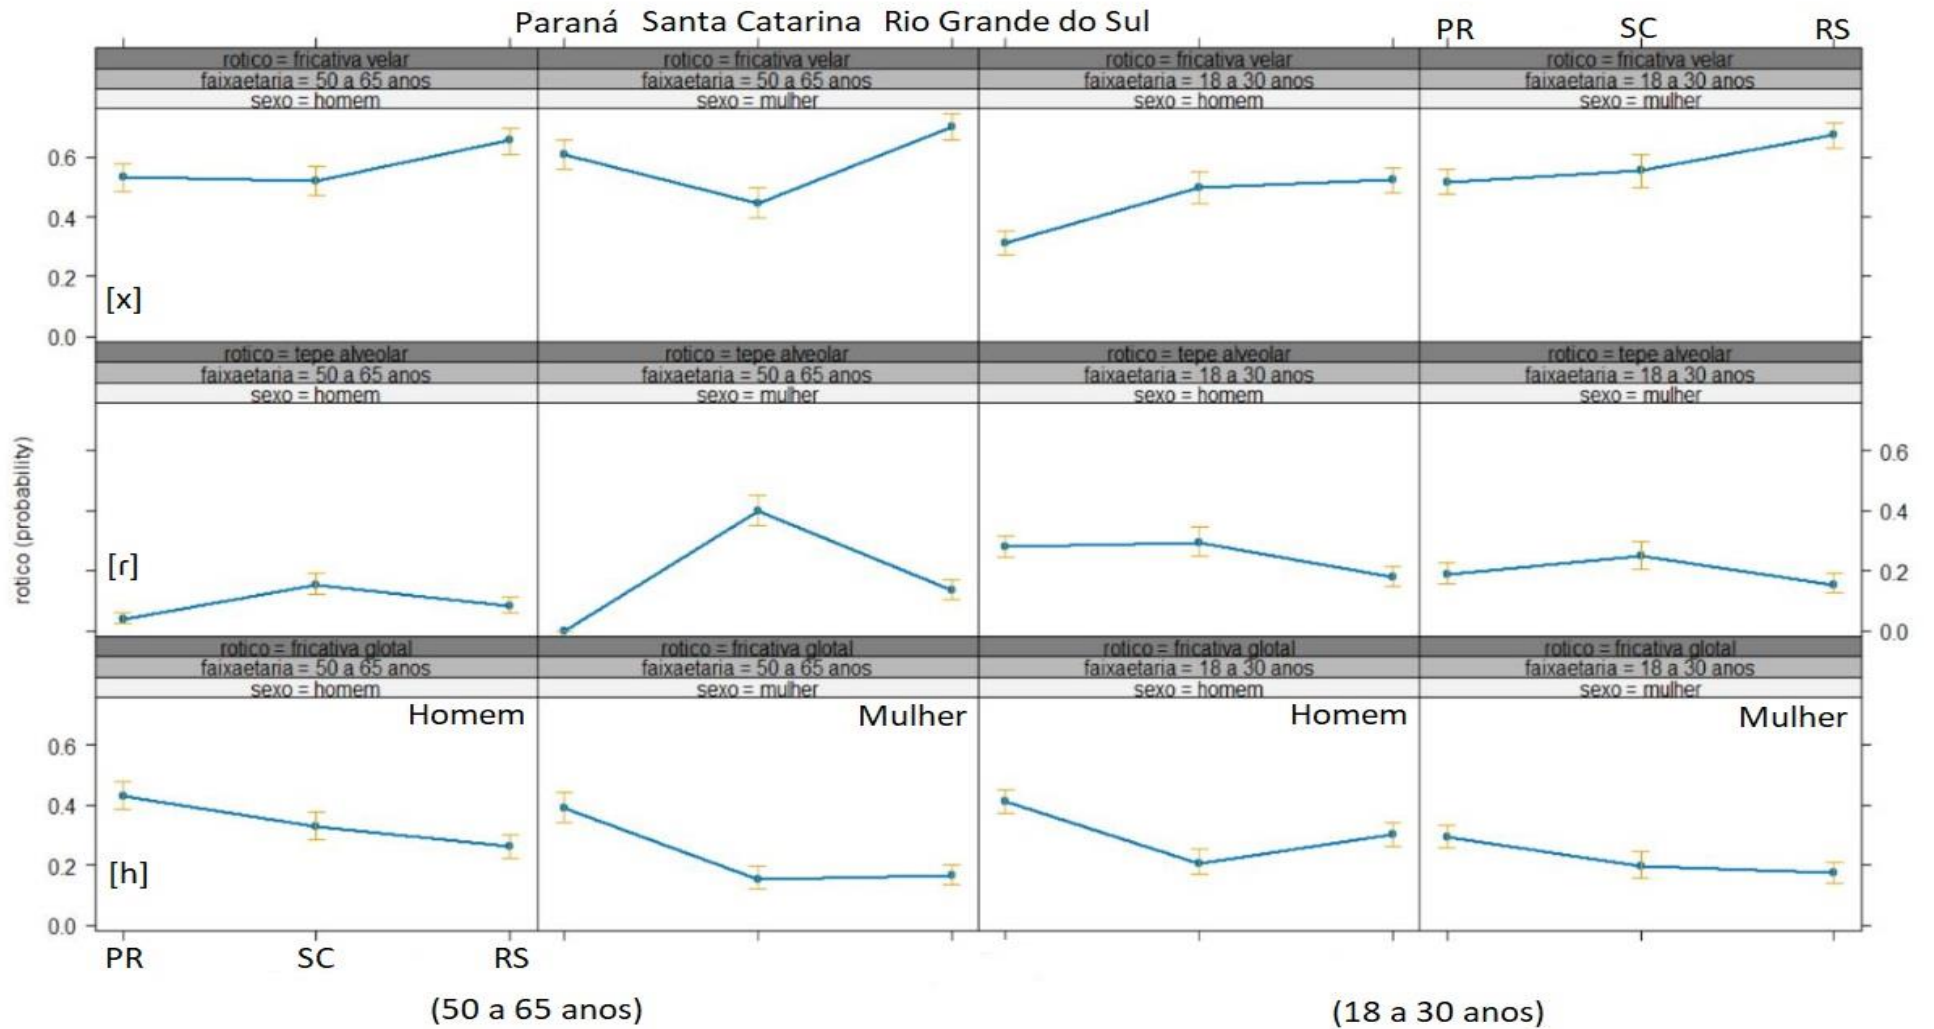 Paraná Santa Catarina Rio Grande do Sul PR SC RS
rotico = fricativa velar rotico = fricativa velar rotico = fricativa velar rotico = fricativa velar
faixaetaria = 50 a 65 anos faixaetaria = 50 a 65 anos faixaetaria = 18 a 30 anos faixaetaria = 18 a 30 anos
sexo = homem sexo = mulher sexo = homem sexo = mulher
0.6
0.4
0.2
[x]
0.0
rotico = tepe alveolar rotico = tepe alveolar rotico = tepe alveolar rotico = tepe alveolar
faixaetaria = 50 a 65 anos faixaetaria = 50 a 65 anos faixaetaria = 18 a 30 anos faixaetaria = 18 a 30 anos
sexo = homem sexo = mulher sexo = homem sexo = mulher
rotico (probability)
0.6
0.4
[ɾ]
0.2
0.0
rotico = fricativa glotal rotico = fricativa glotal rotico = fricativa glotal rotico = fricativa glotal
faixaetaria = 50 a 65 anos faixaetaria = 50 a 65 anos faixaetaria = 18 a 30 anos faixaetaria = 18 a 30 anos
sexo = homem sexo = mulher sexo = homem sexo = mulher
Homem Mulher Homem Mulher
0.6
0.4
0.2
[h]
0.0
PR SC RS
(50 a 65 anos) (18 a 30 anos)